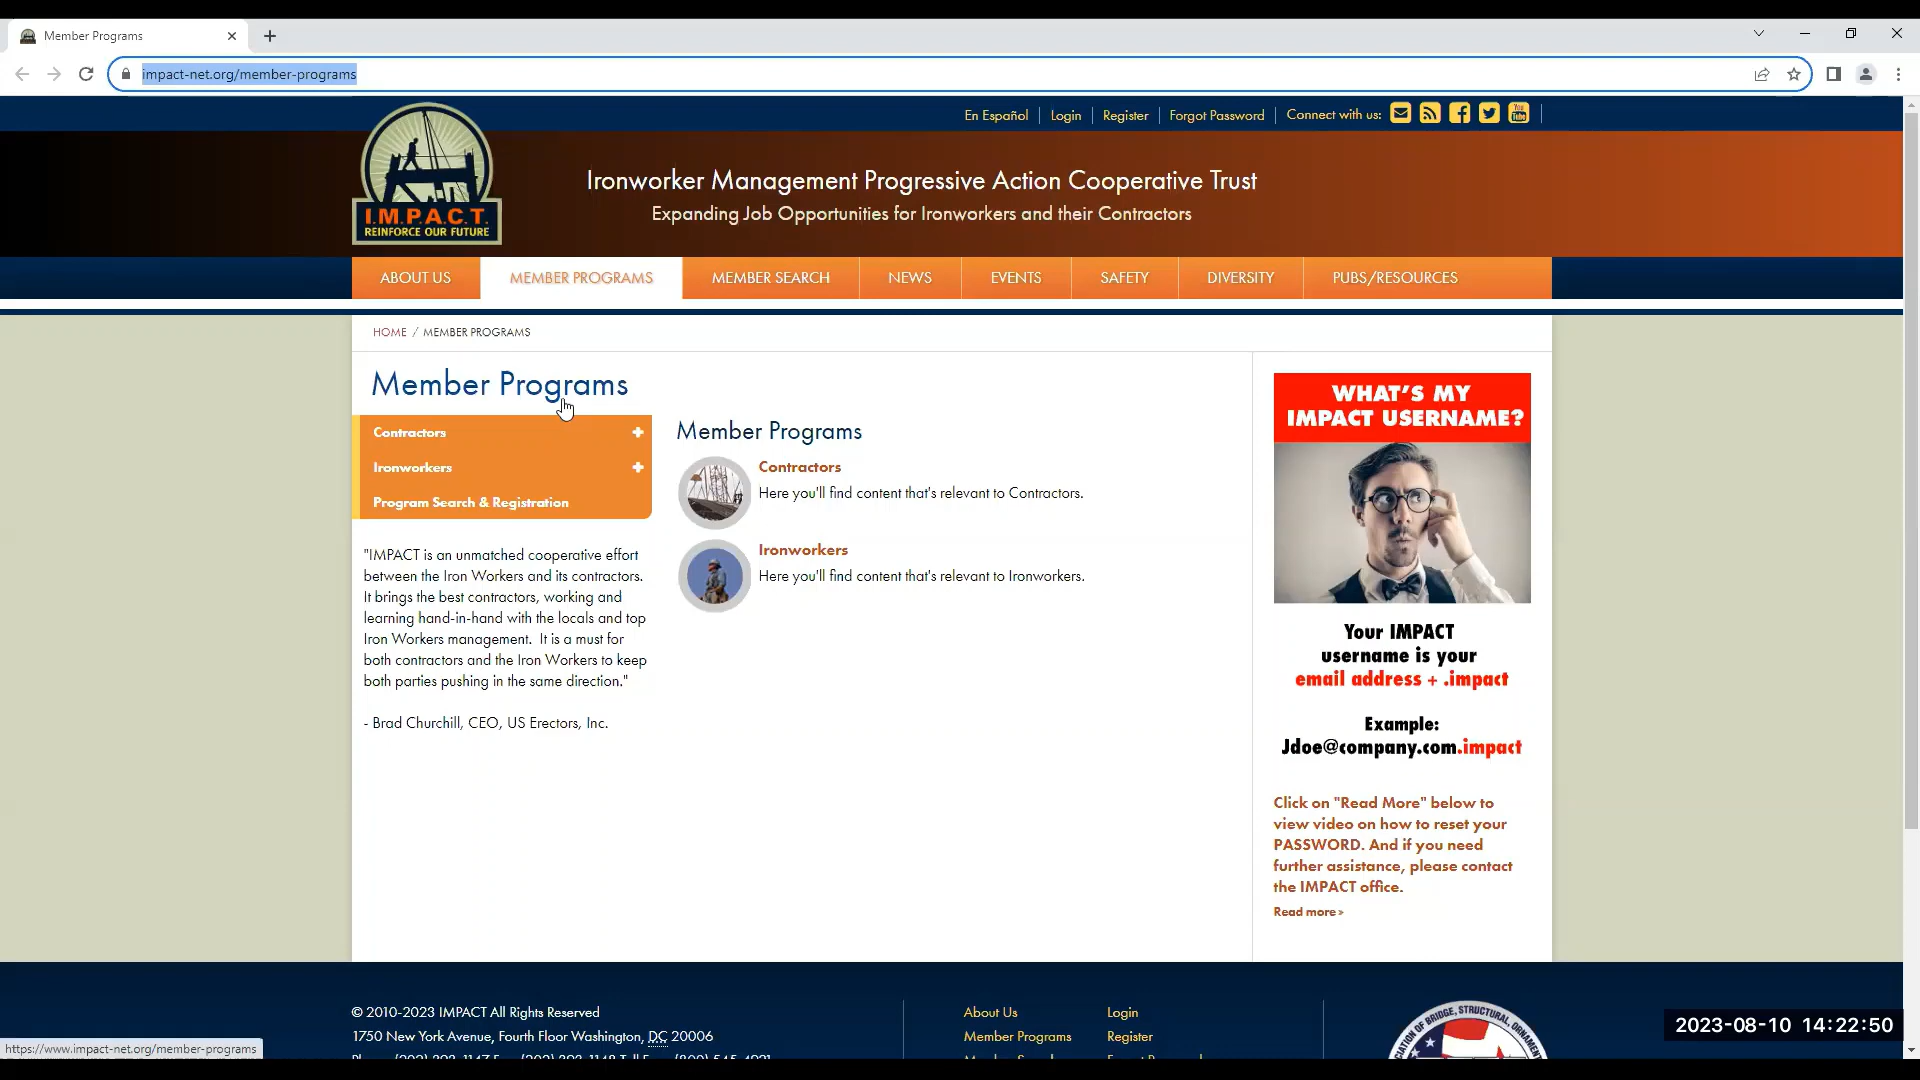 Member Programs
impact-net.org/member-programs
En Español Login Register Forgot Password Connect with us:
You
Tube
I.M.P.A.C.T.
REINFORCE OUR FUTURE
Ironworker Management Progressive Action Cooperative Trust
Expanding Job Opportunities for Ironworkers and their Contractors
ABOUT US MEMBER PROGRAMS MEMBER SEARCH NEWS EVENTS SAFETY DIVERSITY PUBS/RESOURCES
HOME / MEMBER PROGRAMS
Member Programs
Contractors
Ironworkers
Program Search & Registration
"IMPACT is an unmatched cooperative effort
between the Iron Workers and its contractors.
It brings the best contractors, working and
learning hand-in-hand with the locals and top
Iron Workers management. It is a must for
both contractors and the Iron Workers to keep
both parties pushing in the same direction."
- Brad Churchill, CEO, US Erectors, Inc.
Member Programs
Contractors
Here you'll find content that's relevant to Contractors.
Ironworkers
Here you'll find content that's relevant to Ironworkers.
WHAT'S MY
IMPACT USERNAME?
Your IMPACT
username is your
email address + .impact
Example:
Jdoe@company.com.impact
Click on "Read More" below to
view video on how to reset your
PASSWORD. And if you need
further assistance, please contact
the IMPACT office.
Read more »
© 2010-2023 IMPACT All Rights Reserved
1750 New York Avenue, Fourth Floor Washington, DC 20006
About Us
Member Programs
Login
Register
OF BRIDGE, STRUCTURAL,
2023-08-10 14:22:50
https://www.impact-net.org/member-programs